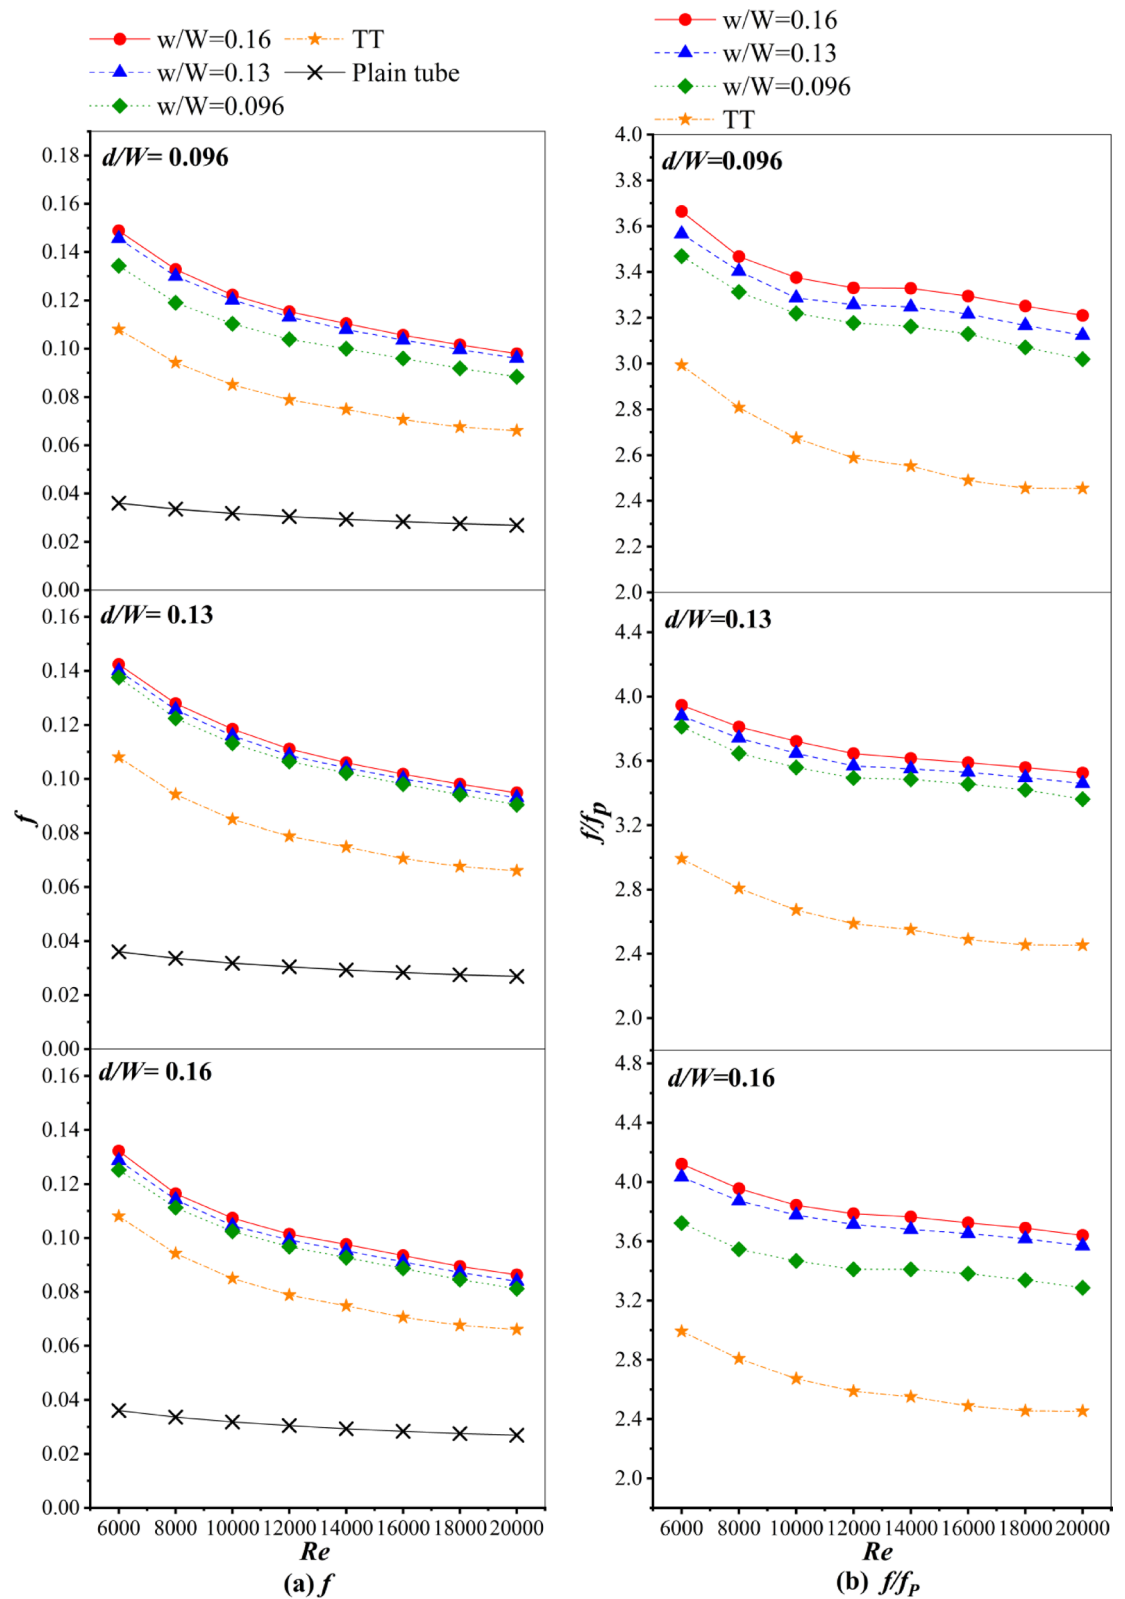 w/W=0.16
TT
w/W=0.13
Plain tube
w/W=0.096
d/W= 0.096
0.18
0.16
0.14
0.12
0.10
0.08
0.06
0.04
0.02
0.00
d/W= 0.13
0.16
0.14
0.12
0.10
0.08
0.06
0.04
0.02
0.00
d/W= 0.16
0.16
0.14
0.12
0.10
0.08
0.06
0.04
0.02
0.00
f
6000 8000 10000 12000 14000 16000 18000 20000
Re
(a) f
w/W=0.16
w/W=0.13
w/W=0.096
TT
4.0
d/W=0.096
3.8
3.6
3.4
3.2
3.0
2.8
2.6
2.4
2.2
2.0
d/W=0.13
4.4
4.0
3.6
3.2
2.8
2.4
2.0
4.8
d/W=0.16
4.4
4.0
3.6
3.2
2.8
2.4
2.0
f/fp
6000 8000 10000 12000 14000 16000 18000 20000
Re
(b) f/fP